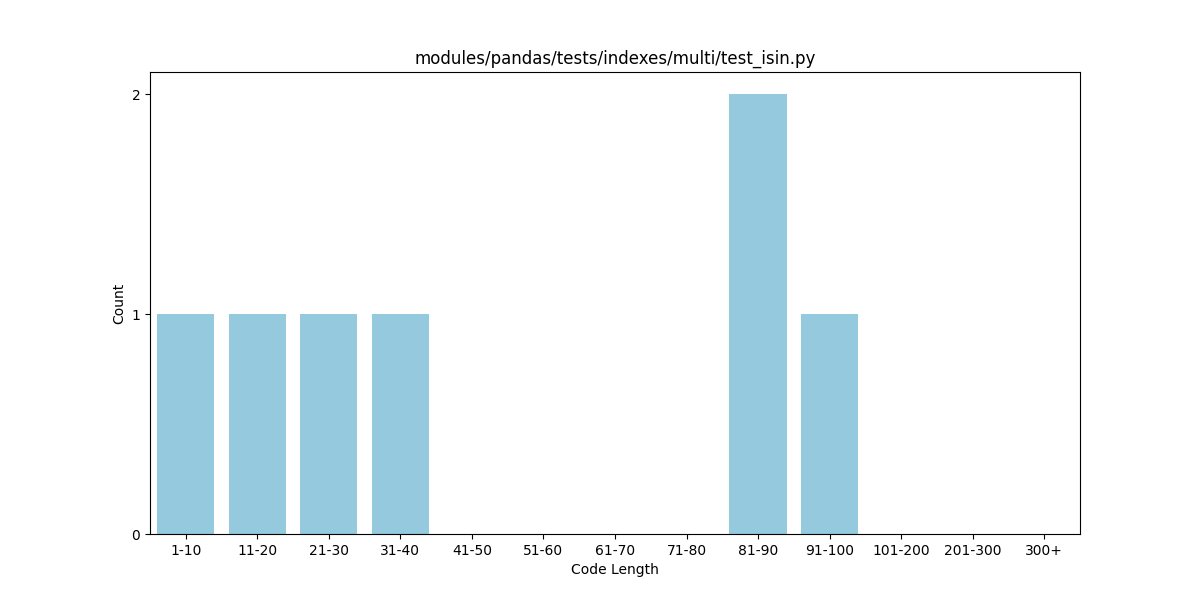 modules/pandas/tests/indexes/multi/test_isin.py
Count
2
1
0
1-10 11-20 21-30 31-40 41-50 51-60 61-70 71-80 81-90 91-100 101-200 201-300 300+
Code Length